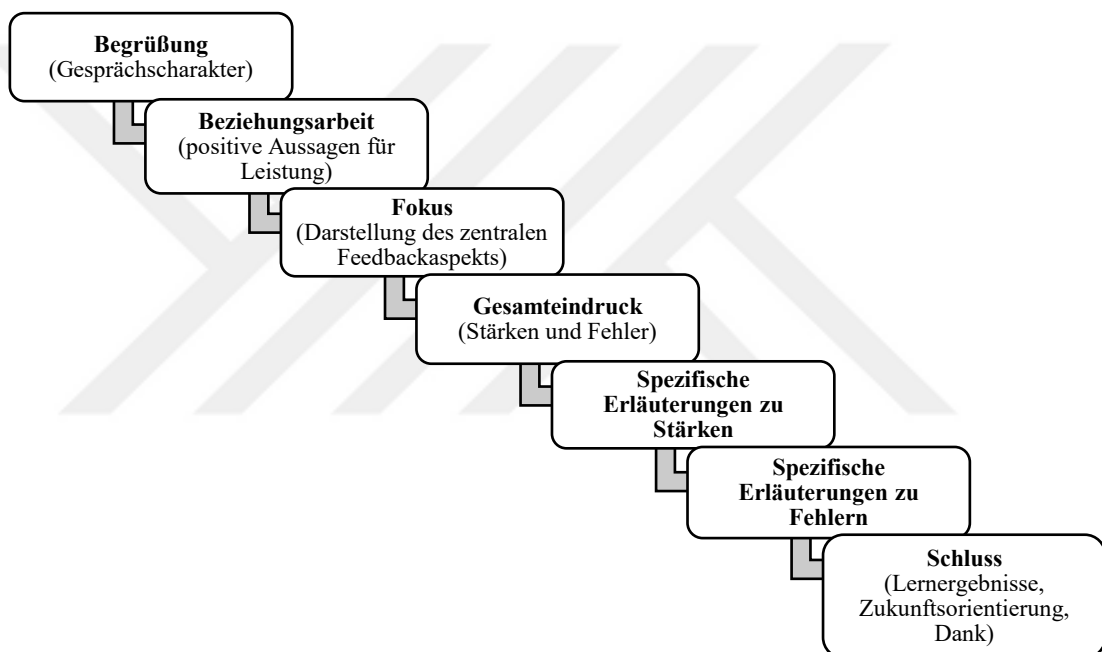 Begrüßung
(Gesprächscharakter)
Beziehungsarbeit
(positive Aussagen für
Leistung)
Fokus
(Darstellung des zentralen
Feedbackaspekts)
Gesamteindruck
(Stärken und Fehler)
Spezifische
Erläuterungen zu
Stärken
Spezifische
Erläuterungen zu
Fehlern
Schluss
(Lernergebnisse,
Zukunftsorientierung,
Dank)